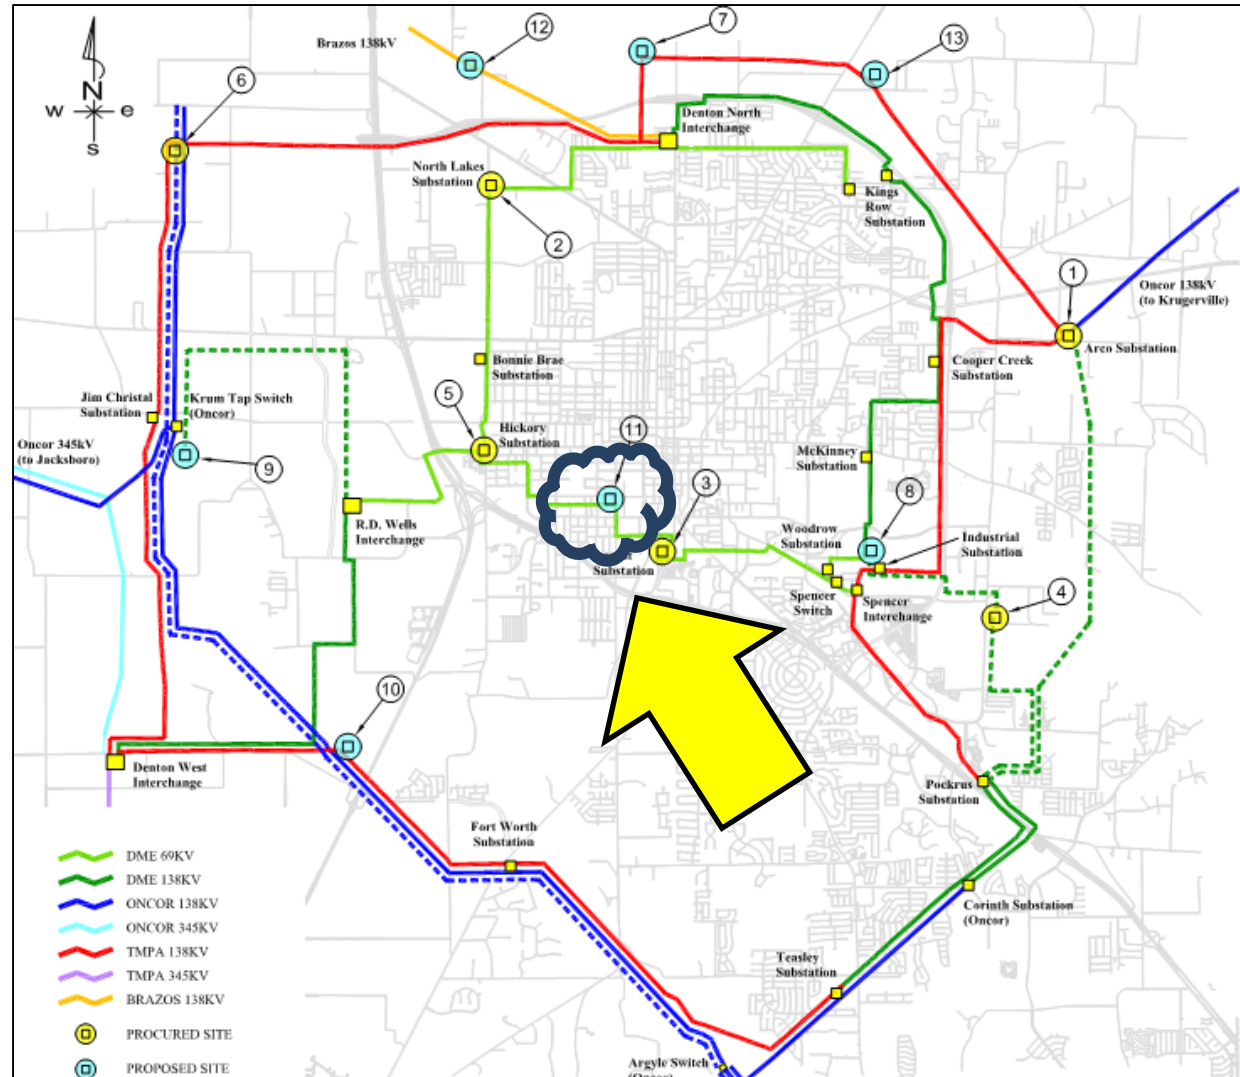 Brazos 138kV
12
7
13
N
w e
s
6
Denton North
Interchange
North Lakes
Substation
Kings
Row
Substation
2
1
Oncor 138kV
(to Krugerville)
Arco Substation
Bonnie Brae
Substation
Cooper Creek
Substation
Jim Christal
Substation
Krum Tap Switch
(Oncor)
5
Hickory
Substation
11
Oncor 345kV
(to Jacksboro)
9
McKinney
Substation
3
8
R.D. Wells
Interchange
Woodrow
Substation
Industrial
Substation
Substation
Spencer
Switch
Spencer
Interchange
4
10
Denton West
Interchange
Pockrus
Substation
Fort Worth
Substation
DME 69KV
DME 138KV
ONCOR 138KV
ONCOR 345KV
TMPA 138KV
TMPA 345KV
BRAZOS 138KV
PROCURED SITE
PROPOSED SITE
Corinth Substation
(Oncor)
Teasley
Substation
Argyle Switch
(Oncor)